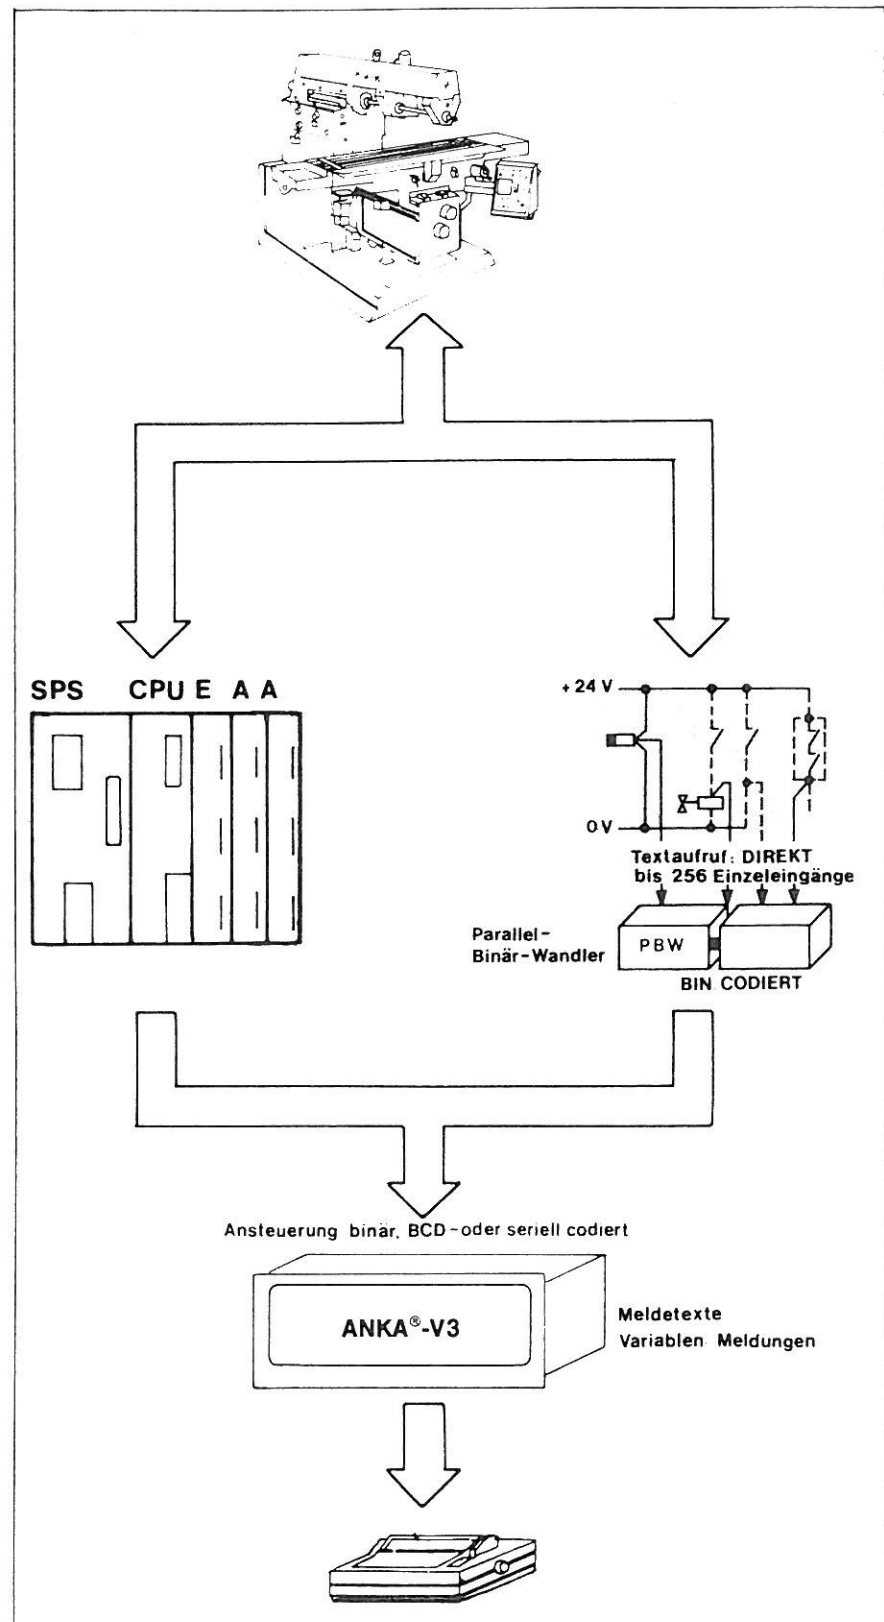 SPS CPU E A A
+24 V
0 V
Textaufruf: DIREKT
bis 256 Einzeleingänge
Parallel-
Binär-Wandler
PBW
BIN CODIERT
Ansteuerung binär, BCD-oder seriell codiert
ANKA®-V3
Meldetexte
Variablen Meldungen